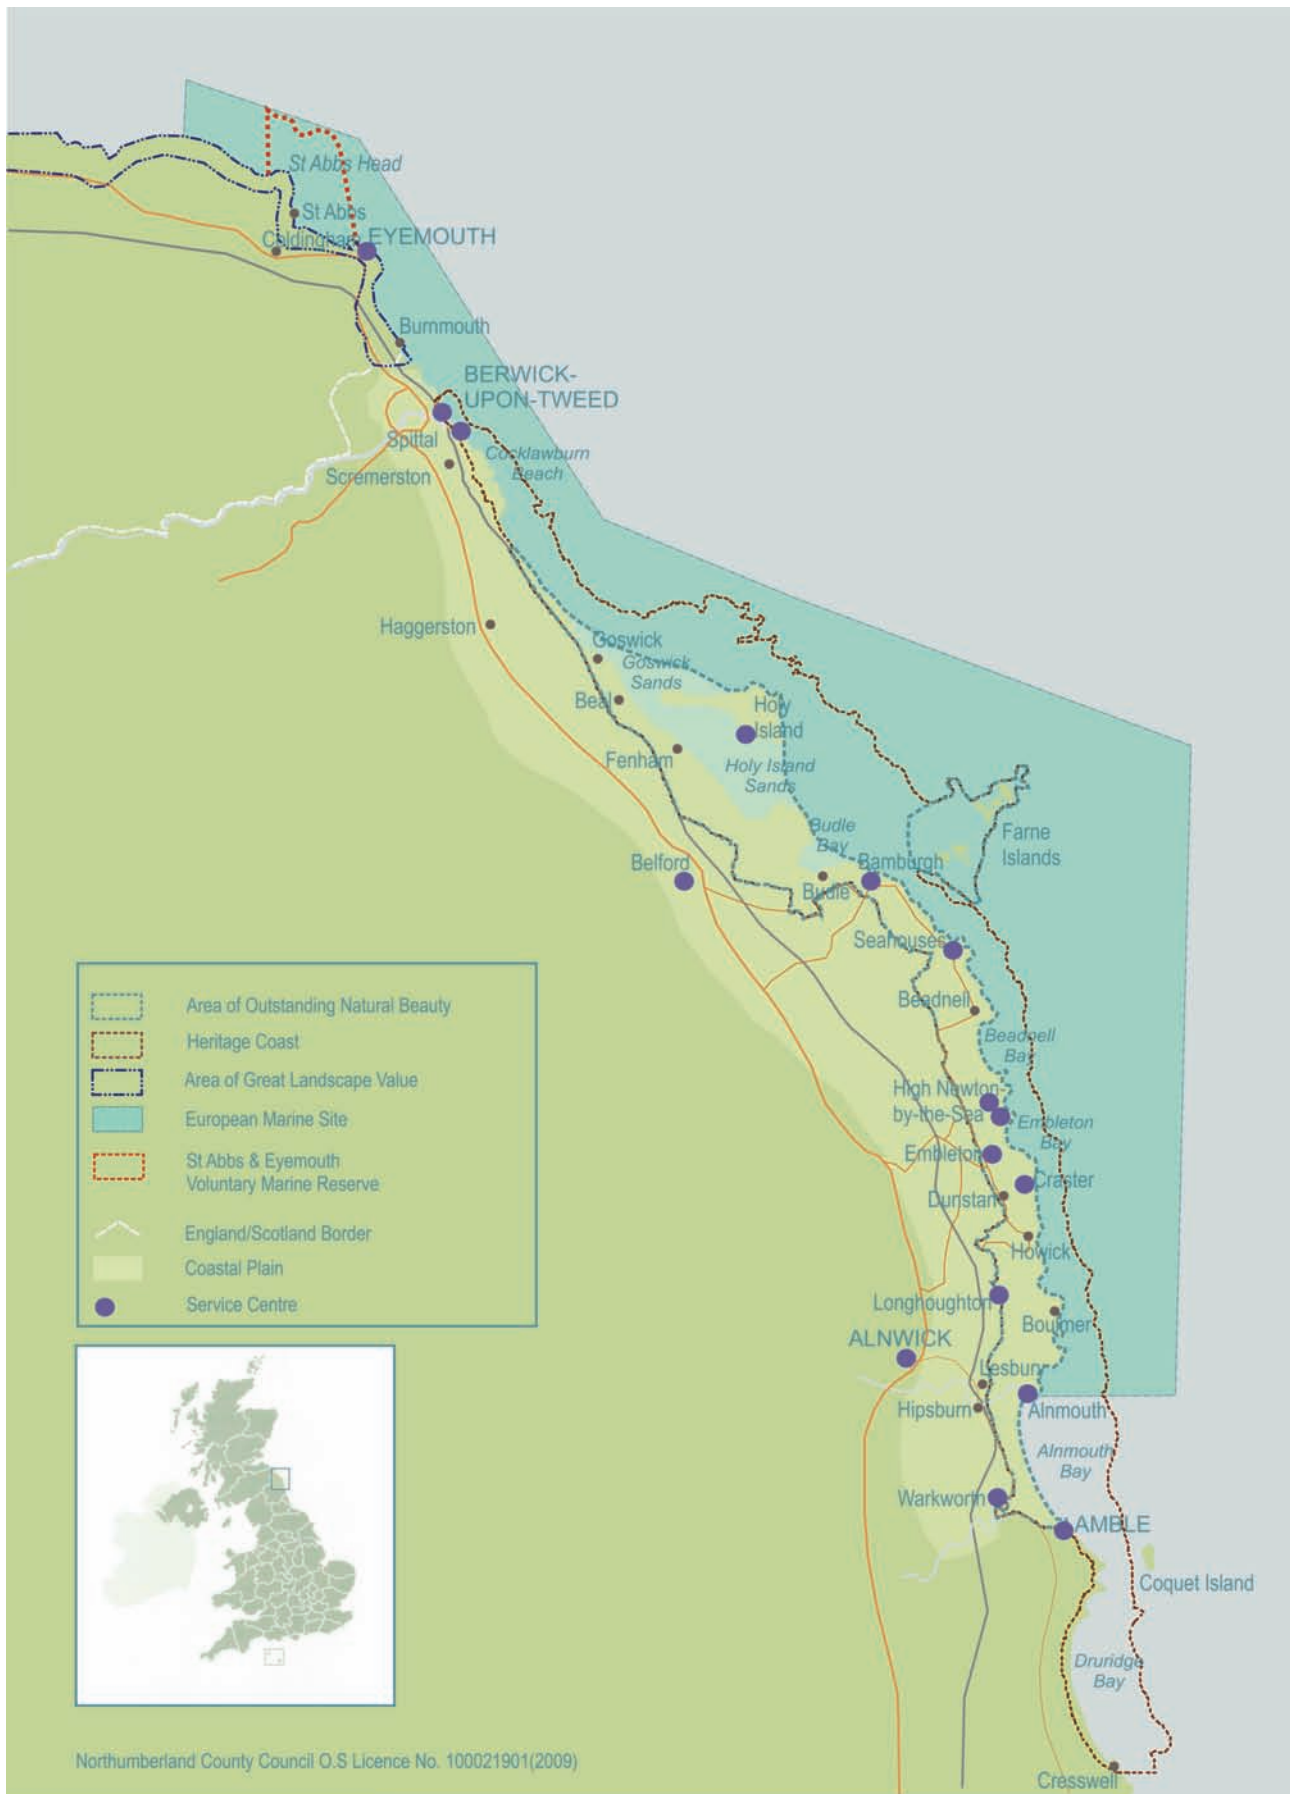 St Abbs Head
St Abbs
Coldingham
EYEMOUTH
Burnmouth
BERWICK-
UPON-TWEED
Spittal
Cocklawburn
Beach
Scremerston
Haggerston
Goswick
Goswick
Sands
Beal
Holy
Island
Fenham
Holy Island
Sands
Budle
Bay
Farne
Islands
Belford
Bamburgh
Budle
Seahouses
Beadnell
Beadnell
Bay
High Newton-
by-the-Sea
Embleton
Bay
Embleton
Craster
Dunstan
Howick
Longhoughton
Boulmer
ALNWICK
Lesbury
Hipsburn
Alnmouth
Alnmouth
Bay
Warkworth
AMBLE
Coquet Island
Druridge
Bay
Cresswell
Area of Outstanding Natural Beauty
Heritage Coast
Area of Great Landscape Value
European Marine Site
St Abbs & Eyemouth
Voluntary Marine Reserve
England/Scotland Border
Coastal Plain
Service Centre
Northumberland County Council O.S Licence No. 100021901(2009)